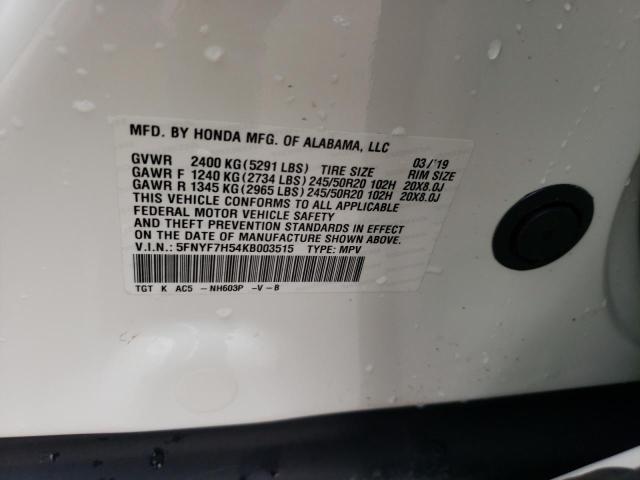 MFD. BY HONDA MFG. OF ALABAMA, LLC
GVWR 2400 KG(5291 LBS) TIRE SIZE 03/'19 RIM SIZE
GAWR F 1240 KG(2734 LBS) 245/50R20 102H 20X8.0J
GAWR R 1345 KG(2965 LBS) 245/50R20 102H 20X8.0J
THIS VEHICLE CONFORMS TO ALL APPLICABLE
FEDERAL MOTOR VEHICLE SAFETY
AND THEFT PREVENTION STANDARDS IN EFFECT
ON THE DATE OF MANUFACTURE SHOWN ABOVE.
V.I.N.: 5FNYF7H54KB003515 TYPE: MPV
TGT K AC5 -NH603P -V-B